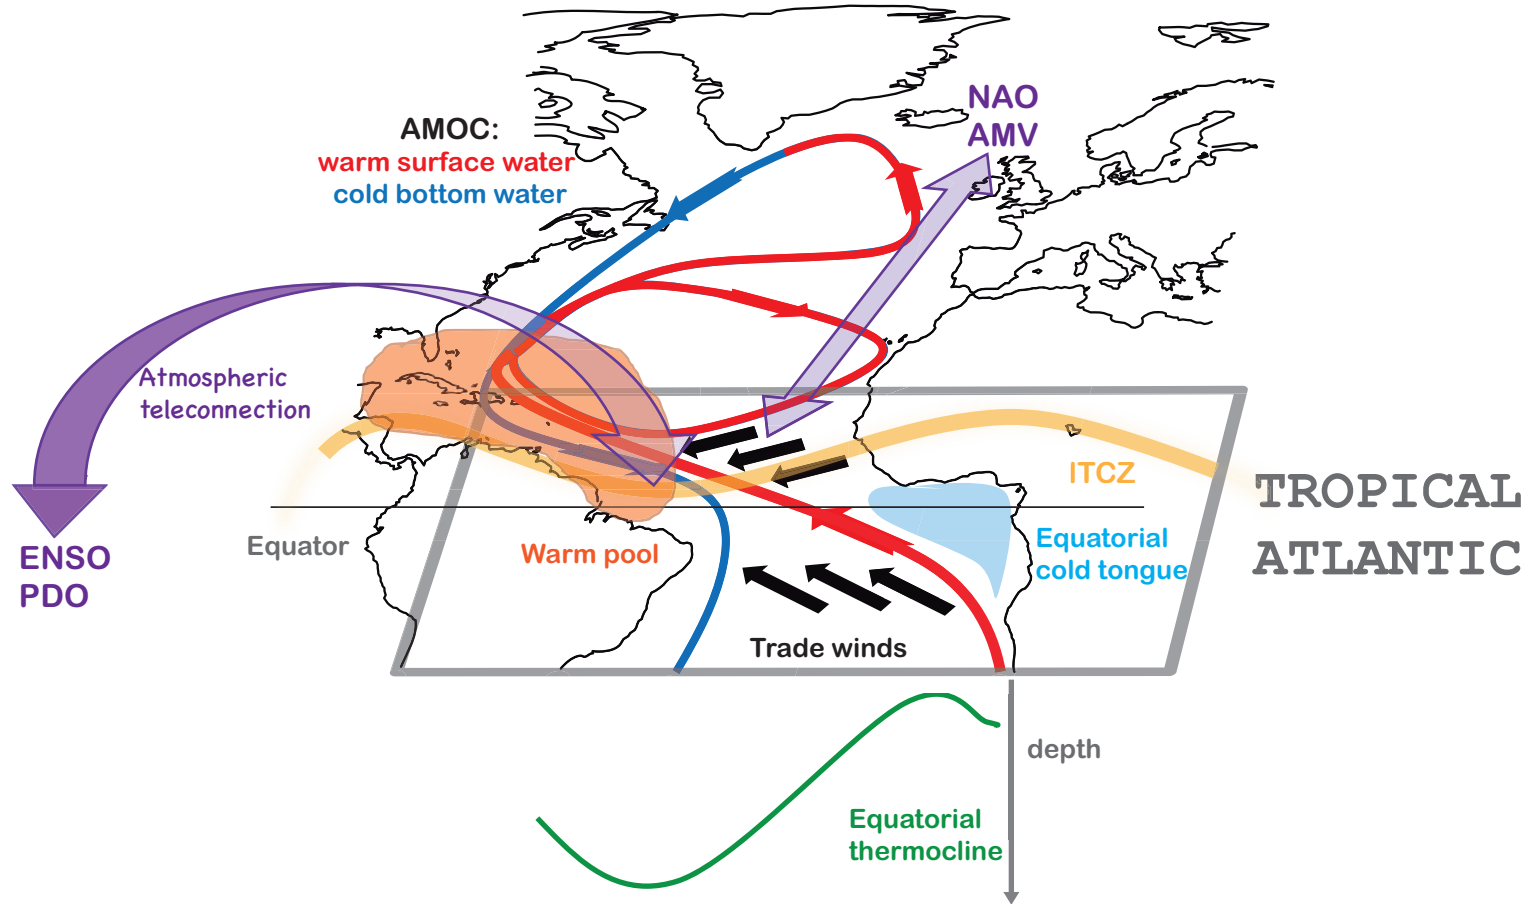 NAO
AMV
AMOC:
warm surface water
cold bottom water
Atmospheric
teleconnection
ITCZ
TROPICAL
ATLANTIC
Equator
Warm pool
Equatorial
cold tongue
ENSO
PDO
Trade winds
depth
Equatorial
thermocline